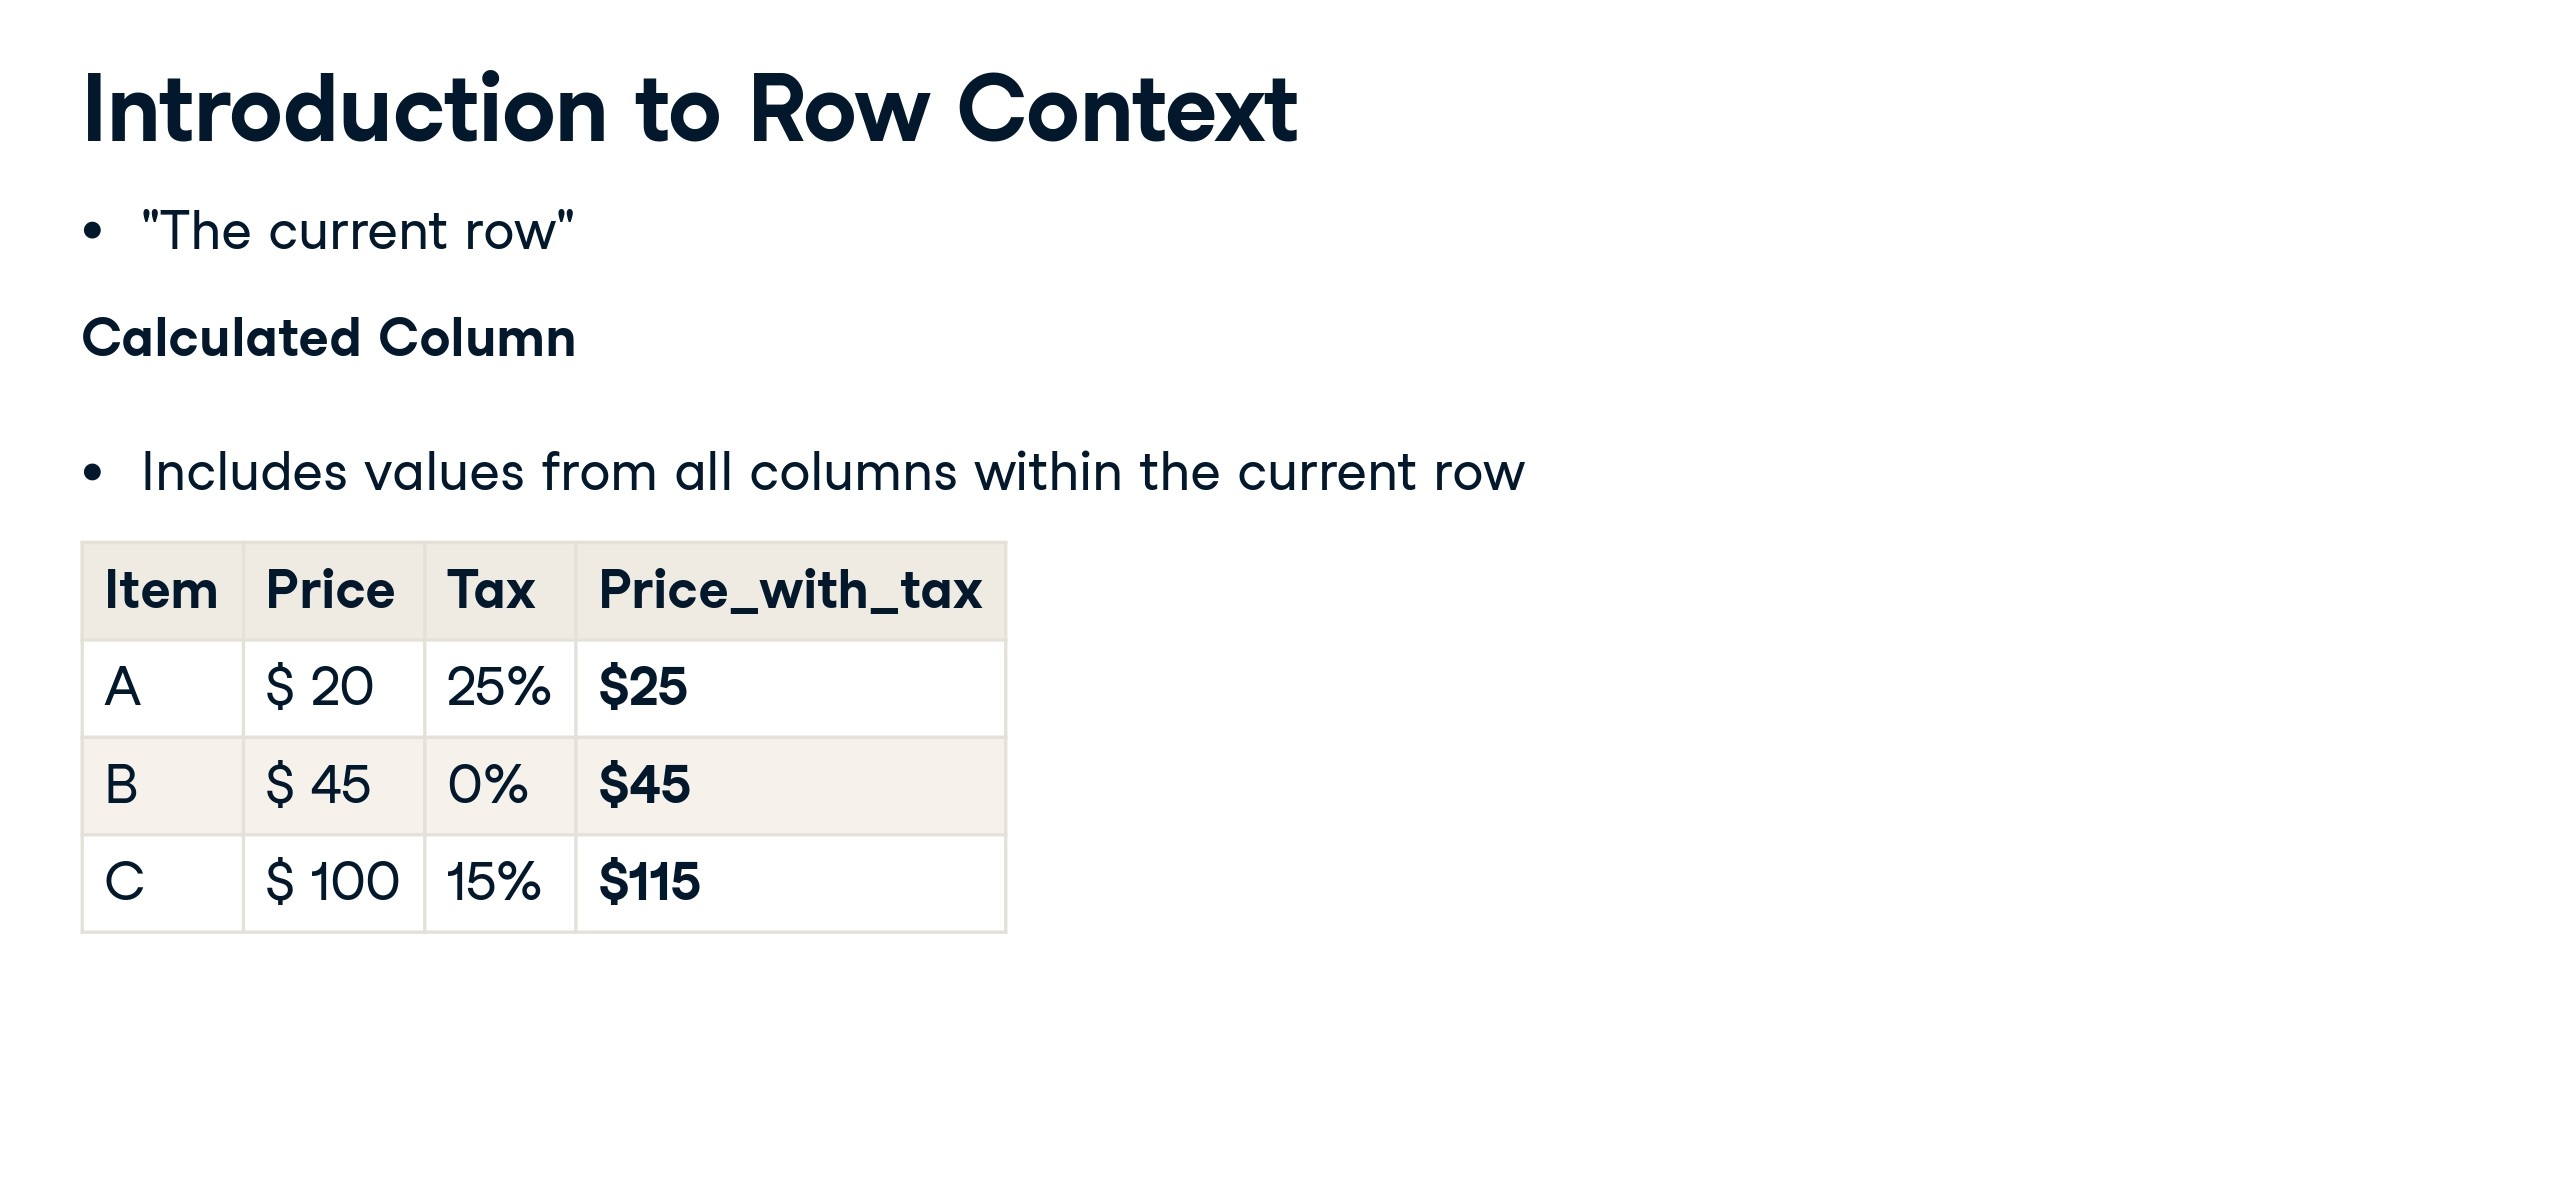 Introduction to Row Context
• "The current row"
Calculated Column
• Includes values from all columns within the current row
Item Price Tax Price_with_tax
A $ 20 25% $25
B $ 45 0% $45
C $ 100 15% $115